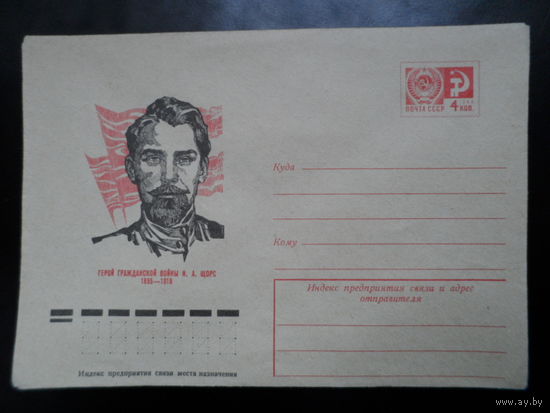 ПОЧТА СССР
4 КОП.
Куда
Кому
ГЕРОЙ ГРАЖДАНСКОЙ ВОЙНЫ Н. А. ЩОРС
1895—1919
Индекс предприятия связи и адрес
отправителя
Индекс предприятия связи места назначения
www.ay.by